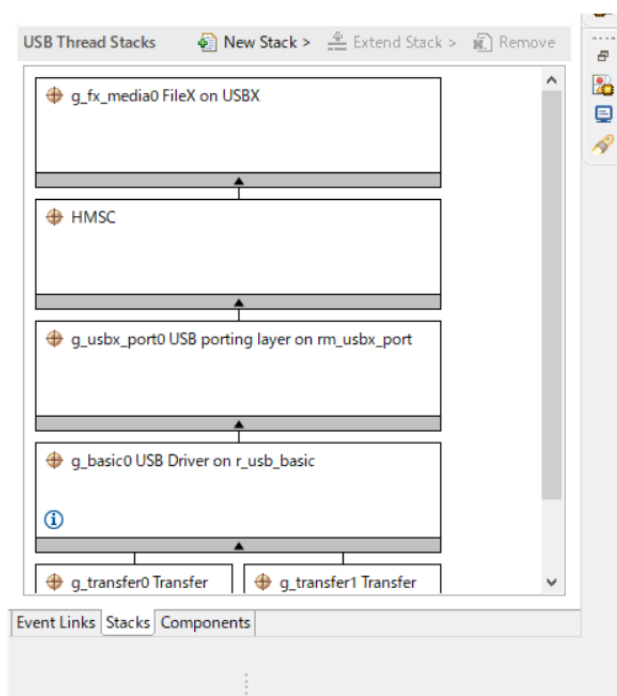 USB Thread Stacks New Stack > Extend Stack > Remove
g_fx_media0 FileX on USBX
HMSC
g_usbx_port0 USB porting layer on rm_usbx_port
g_basic0 USB Driver on r_usb_basic
g_transfer0 Transfer g_transfer1 Transfer
Event Links Stacks Components